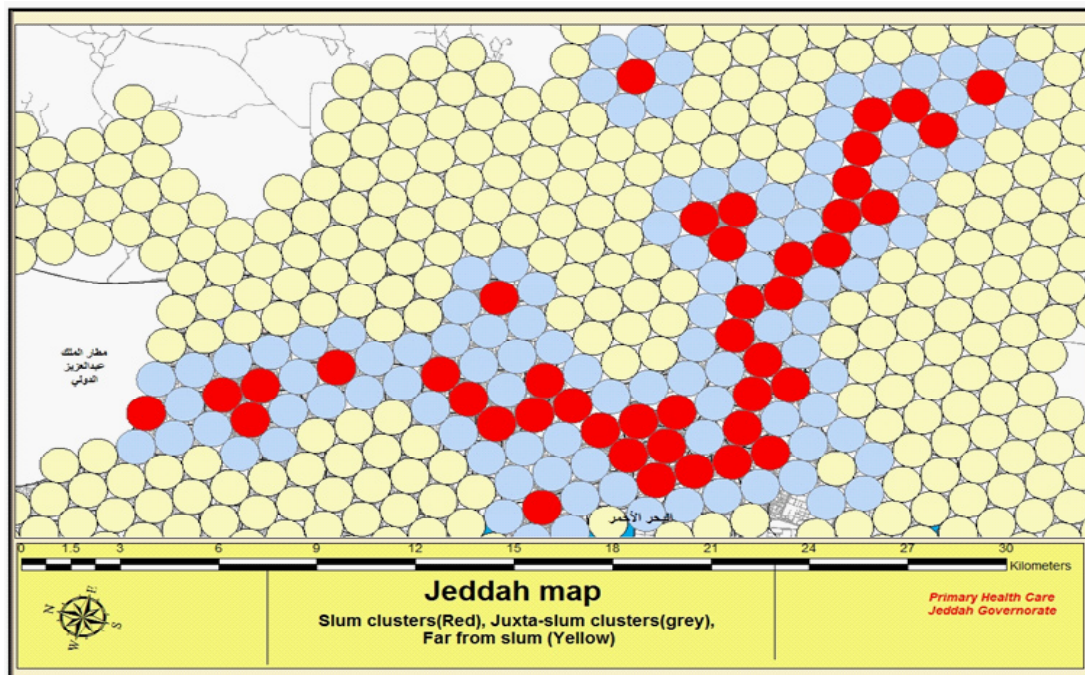 مطار الملك
عبدالعزيز
الدولي
البحر الأحمر
0 1.5 3 6 9 12 15 18 21 24 27 30
Kilometers
N E S W
Jeddah map
Slum clusters(Red), Juxta-slum clusters(grey),
Far from slum (Yellow)
Primary Health Care
Jeddah Governorate